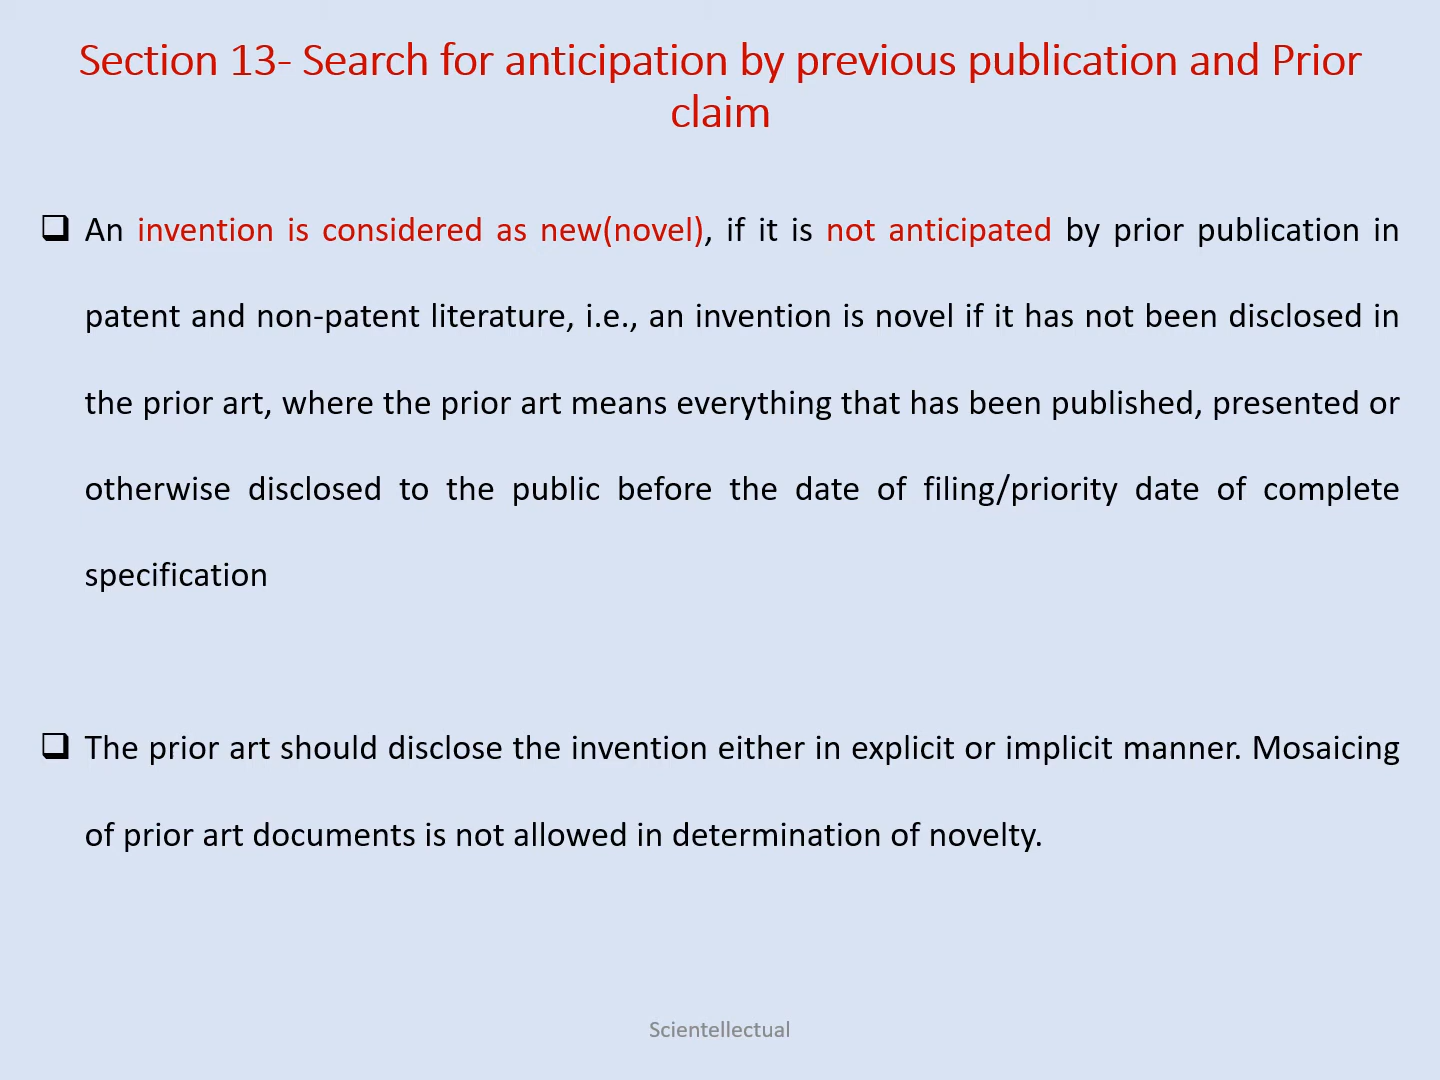 Section 13- Search for anticipation by previous publication and Prior
claim
An invention is considered as new(novel), if it is not anticipated by prior publication in
patent and non-patent literature, i.e., an invention is novel if it has not been disclosed in
the prior art, where the prior art means everything that has been published, presented or
otherwise disclosed to the public before the date of filing/priority date of complete
specification
The prior art should disclose the invention either in explicit or implicit manner. Mosaicing
of prior art documents is not allowed in determination of novelty.
Scientellectual